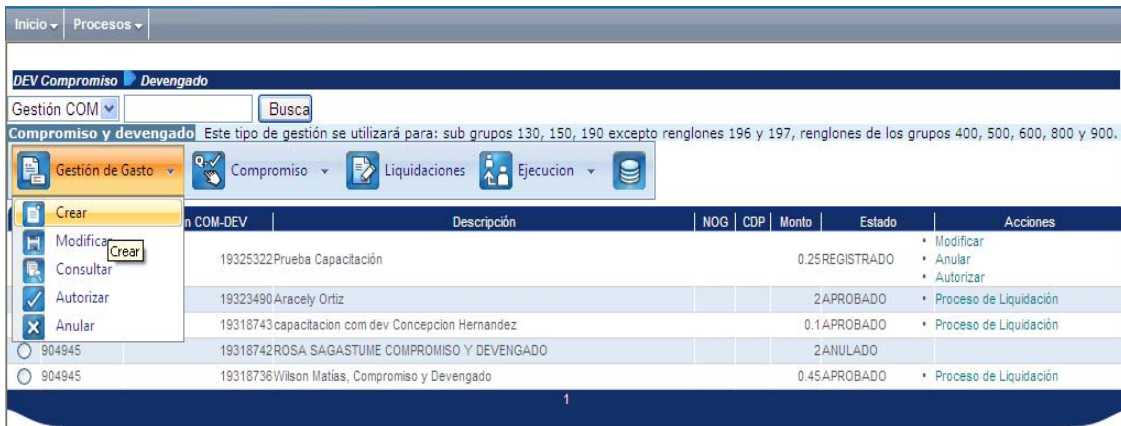 Inicio Procesos
DEV Compromiso Devengado
Gestión COM Busca
Compromiso y devengado Este tipo de gestión se utilizará para: sub grupos 130, 150, 190 excepto renglones 196 y 197, renglones de los grupos 400, 500, 600, 800 y 900.
Gestión de Gasto Compromiso Liquidaciones Ejecucion
n COM-DEV Descripción NOG CDP Monto Estado Acciones
Crear
Modificar
Crear
Consultar
Autorizar
Anular
19325322 Prueba Capacitación 0.25 REGISTRADO
• Modificar
• Anular
• Autorizar
19323490 Aracely Ortiz 2 APROBADO • Proceso de Liquidación
19318743 capacitacion com dev Concepcion Hernandez 0.1 APROBADO • Proceso de Liquidación
904945 19318742 ROSA SAGASTUME COMPROMISO Y DEVENGADO 2 ANULADO
904945 19318736 Wilson Matías, Compromiso y Devengado 0.45 APROBADO • Proceso de Liquidación
1